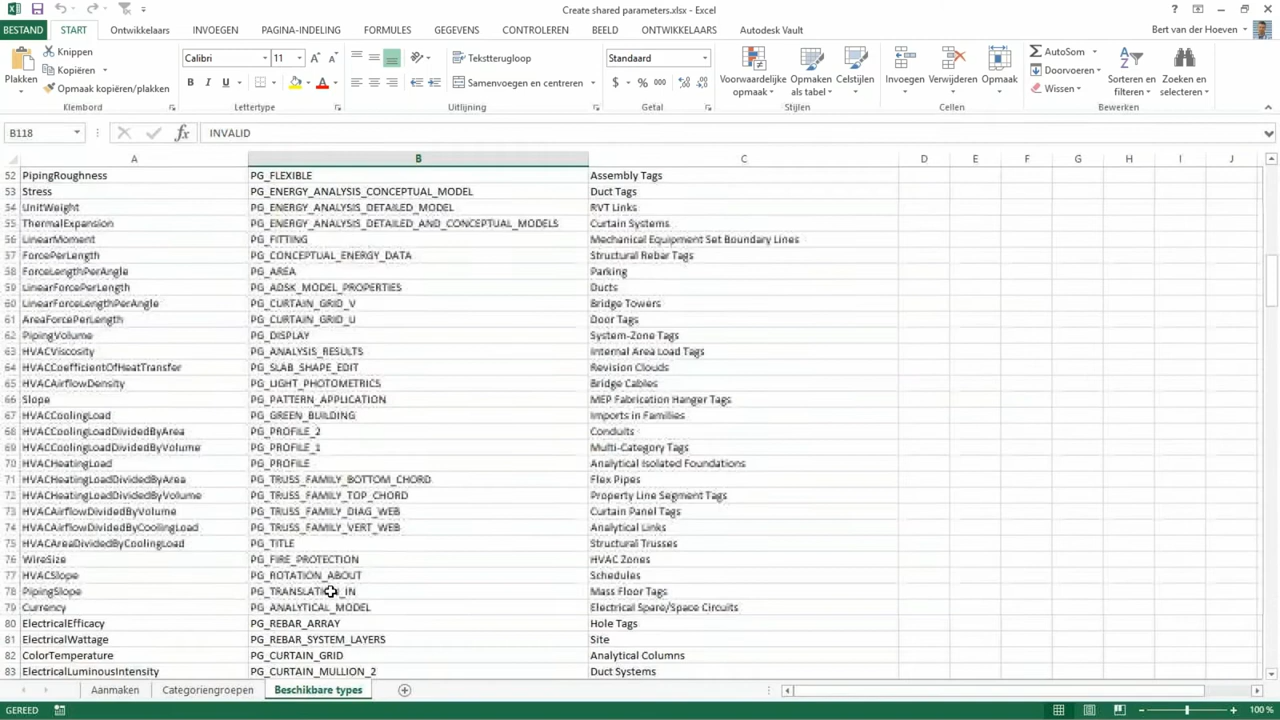 Create shared parameters.xlsx - Excel
BESTAND START Ontwikkelaars INVOEGEN PAGINA-INDELING FORMULES GEGEVENS CONTROLEREN BEELD ONTWIKKELAARS Autodesk Vault Bert van der Hoeven
Plakken
Knippen
Kopiëren
Opmaak kopiëren/plakken
Klembord
Calibri 11
B I U
Lettertype
Tekstterugloop
Samenvoegen en centreren
Uitlijning
Standaard
$ % 000
Getal
Voorwaardelijke opmaak
Opmaken als tabel
Celstijlen
Stijlen
Invoegen Verwijderen Opmaak
Cellen
AutoSom
Doorvoeren
Wissen
Sorteren en filteren
Zoeken en selecteren
Bewerken
B118 INVALID
A B C D E F G H I J
52 PipingRoughness PG_FLEXIBLE Assembly Tags
53 Stress PG_ENERGY_ANALYSIS_CONCEPTUAL_MODEL Duct Tags
54 UnitWeight PG_ENERGY_ANALYSIS_DETAILED_MODEL RVT Links
55 ThermalExpansion PG_ENERGY_ANALYSIS_DETAILED_AND_CONCEPTUAL_MODELS Curtain Systems
56 LinearMoment PG_FITTING Mechanical Equipment Set Boundary Lines
57 ForcePerLength PG_CONCEPTUAL_ENERGY_DATA Structural Rebar Tags
58 ForceLengthPerAngle PG_AREA Parking
59 LinearForcePerLength PG_ADSK_MODEL_PROPERTIES Ducts
60 LinearForceLengthPerAngle PG_CURTAIN_GRID_V Bridge Towers
61 AreaForcePerLength PG_CURTAIN_GRID_U Door Tags
62 PipingVolume PG_DISPLAY System-Zone Tags
63 HVACViscosity PG_ANALYSIS_RESULTS Internal Area Load Tags
64 HVACCoefficientOfHeatTransfer PG_SLAB_SHAPE_EDIT Revision Clouds
65 HVACAirflowDensity PG_LIGHT_PHOTOMETRICS Bridge Cables
66 Slope PG_PATTERN_APPLICATION MEP Fabrication Hanger Tags
67 HVACCoolingLoad PG_GREEN_BUILDING Imports in Families
68 HVACCoolingLoadDividedByArea PG_PROFILE_2 Conduits
69 HVACCoolingLoadDividedByVolume PG_PROFILE_1 Multi-Category Tags
70 HVACHeatingLoad PG_PROFILE Analytical Isolated Foundations
71 HVACHeatingLoadDividedByArea PG_TRUSS_FAMILY_BOTTOM_CHORD Flex Pipes
72 HVACHeatingLoadDividedByVolume PG_TRUSS_FAMILY_TOP_CHORD Property Line Segment Tags
73 HVACAirflowDividedByVolume PG_TRUSS_FAMILY_DIAG_WEB Curtain Panel Tags
74 HVACAirflowDividedByCoolingLoad PG_TRUSS_FAMILY_VERT_WEB Analytical Links
75 HVACAreaDividedByCoolingLoad PG_TITLE Structural Trusses
76 WireSize PG_FIRE_PROTECTION HVAC Zones
77 HVACSlope PG_ROTATION_ABOUT Schedules
78 PipingSlope PG_TRANSLATION_IN Mass Floor Tags
79 Currency PG_ANALYTICAL_MODEL Electrical Spare/Space Circuits
80 ElectricalEfficacy PG_REBAR_ARRAY Hole Tags
81 ElectricalWattage PG_REBAR_SYSTEM_LAYERS Site
82 ColorTemperature PG_CURTAIN_GRID Analytical Columns
83 ElectricalLuminousIntensity PG_CURTAIN_MULLION_2 Duct Systems
Aanmaken Categoriengroepen Beschikbare types
GEREED 100 %